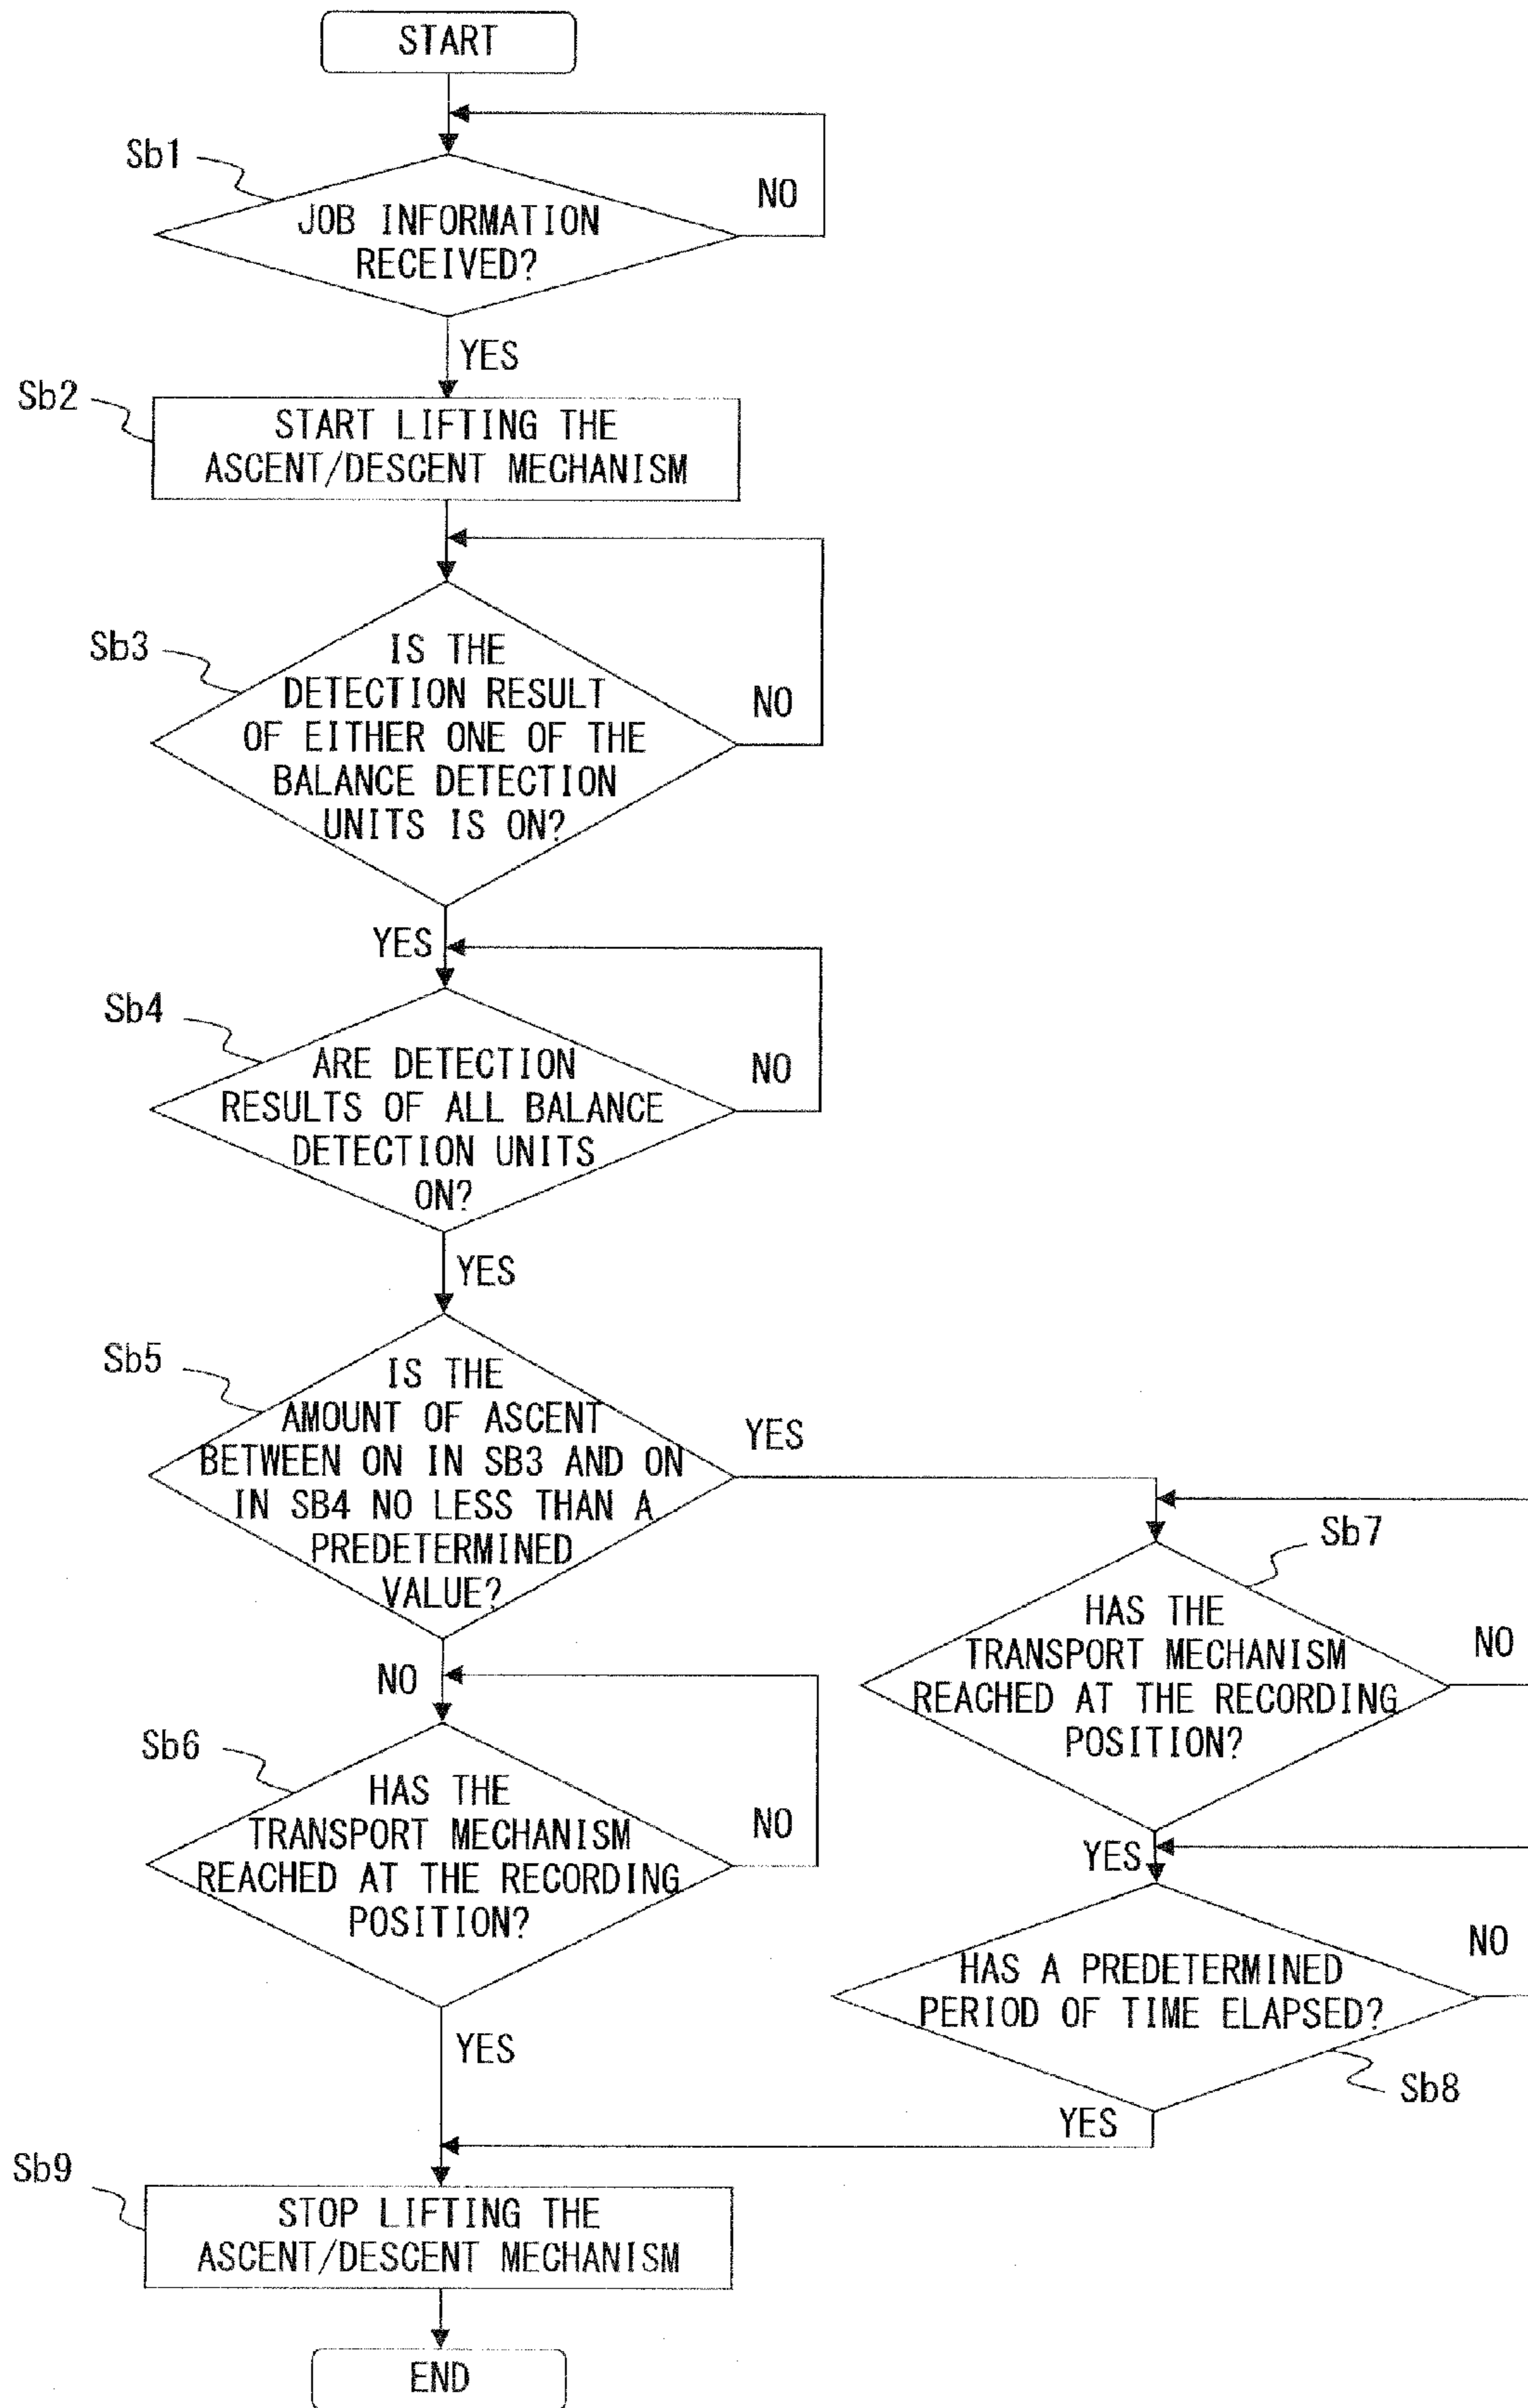 START
Sb1
JOB INFORMATION
RECEIVED?
NO
YES
Sb2
START LIFTING THE
ASCENT/DESCENT MECHANISM
Sb3
IS THE
DETECTION RESULT
OF EITHER ONE OF THE
BALANCE DETECTION
UNITS IS ON?
NO
YES
Sb4
ARE DETECTION
RESULTS OF ALL BALANCE
DETECTION UNITS
ON?
NO
YES
Sb5
IS THE
AMOUNT OF ASCENT
BETWEEN ON IN SB3 AND ON
IN SB4 NO LESS THAN A
PREDETERMINED
VALUE?
YES
NO
Sb6
HAS THE
TRANSPORT MECHANISM
REACHED AT THE RECORDING
POSITION?
NO
YES
Sb7
HAS THE
TRANSPORT MECHANISM
REACHED AT THE RECORDING
POSITION?
NO
YES
HAS A PREDETERMINED
PERIOD OF TIME ELAPSED?
NO
Sb8
YES
Sb9
STOP LIFTING THE
ASCENT/DESCENT MECHANISM
END